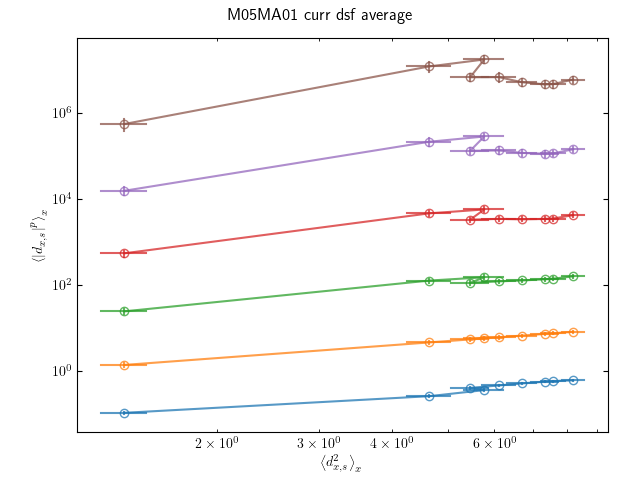 M05MA01 curr dsf average
⟨|d_{x,s}|^p⟩_x
10^6
10^4
10^2
10^0
2 × 10^0
3 × 10^0
4 × 10^0
6 × 10^0
⟨d_{x,s}^2⟩_x